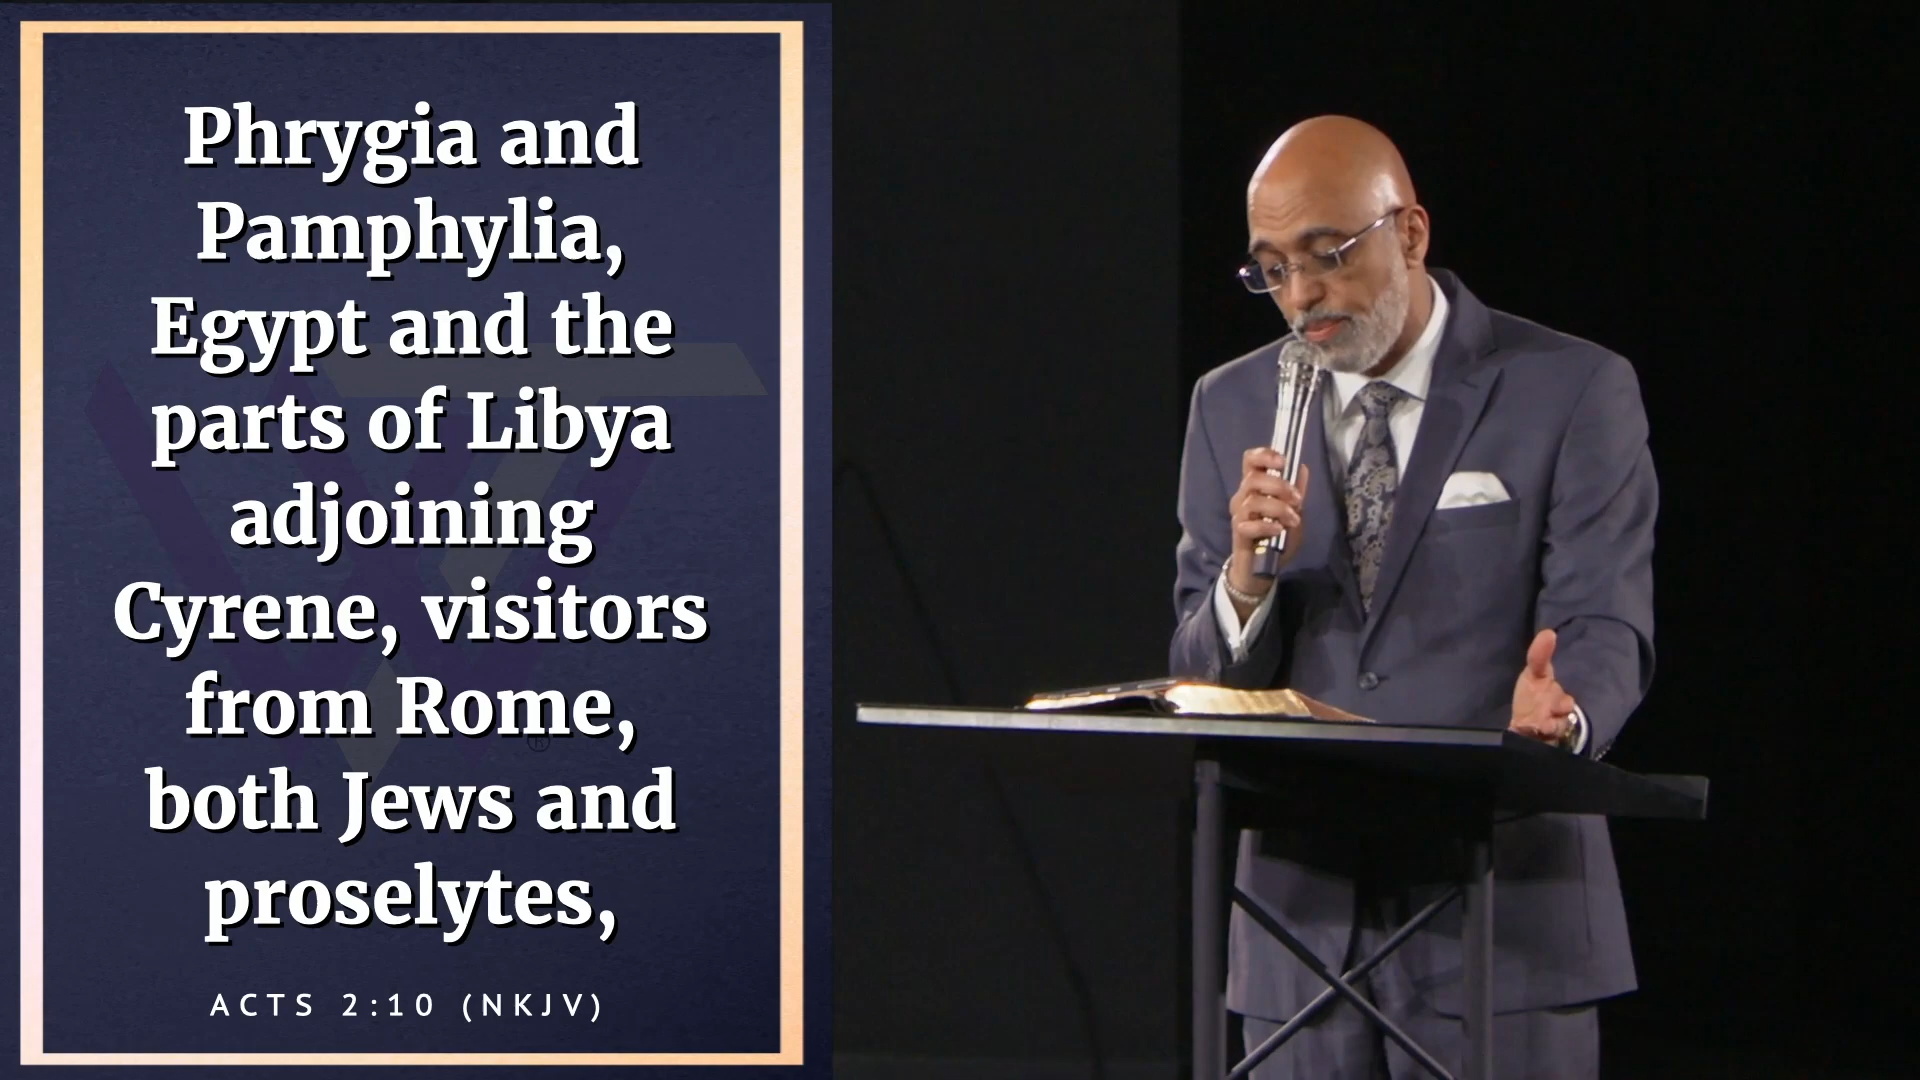 Phrygia and
Pamphylia,
Egypt and the
parts of Libya
adjoining
Cyrene, visitors
from Rome,
both Jews and
proselytes,
ACTS 2:10 (NKJV)